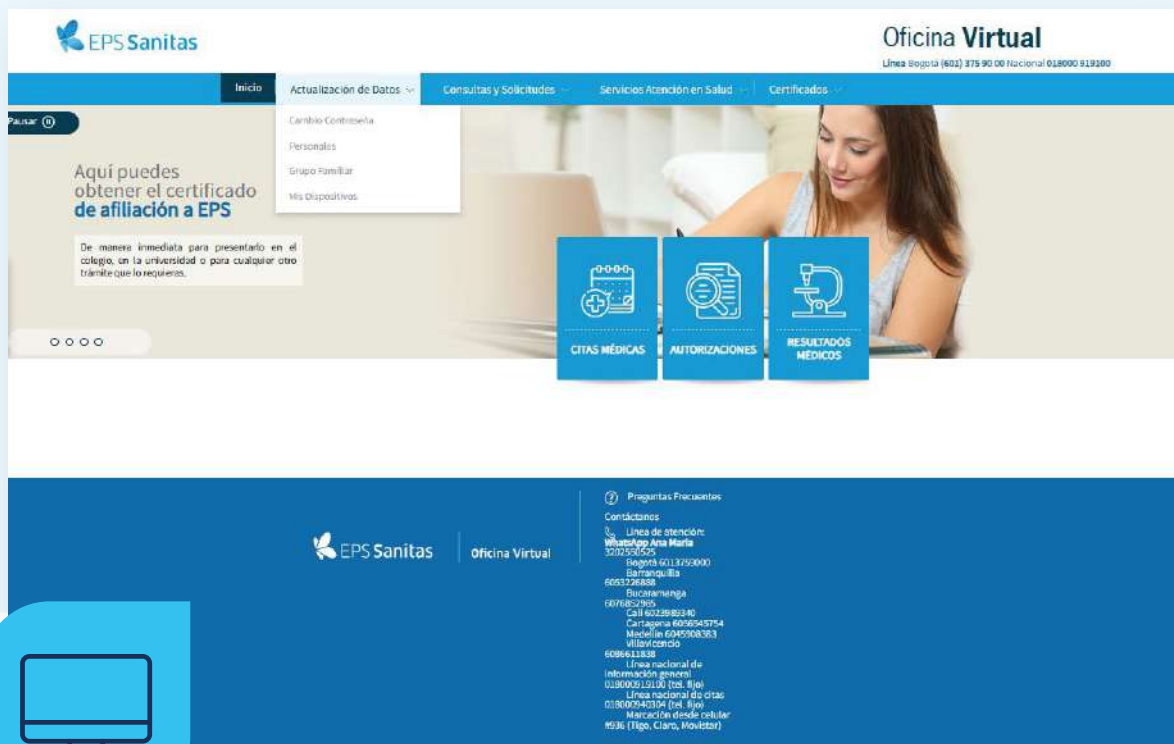 EPS Sanitas
Oficina Virtual
Línea Bogotá (601) 375 90 00 Nacional 018000 919100
Inicio
Actualización de Datos
Consultas y Solicitudes
Servicios Atención en Salud
Certificados
Pausar
Cambio Contraseña
Personales
Grupo Familiar
Mis Dispositivos
Aquí puedes
obtener el certificado
de afiliación a EPS
De manera inmediata para presentarlo en el
colegio, en la universidad o para cualquier otro
trámite que lo requieras.
CITAS MÉDICAS
AUTORIZACIONES
RESULTADOS
MÉDICOS
EPS Sanitas
Oficina Virtual
Preguntas Frecuentes
Contáctanos
Línea de atención:
WhatsApp Ana María
3202550525
Bogotá 6013759000
Barranquilla
6053226888
Bucaramanga
6076852965
Cali 6023989340
Cartagena 6056545754
Medellín 6045908383
Villavicencio
6086611838
Línea nacional de
información general
018000919100 (tel. fijo)
Línea nacional de citas
018000940304 (tel. fijo)
Marcación desde celular
#936 (Tigo, Claro, Movistar)